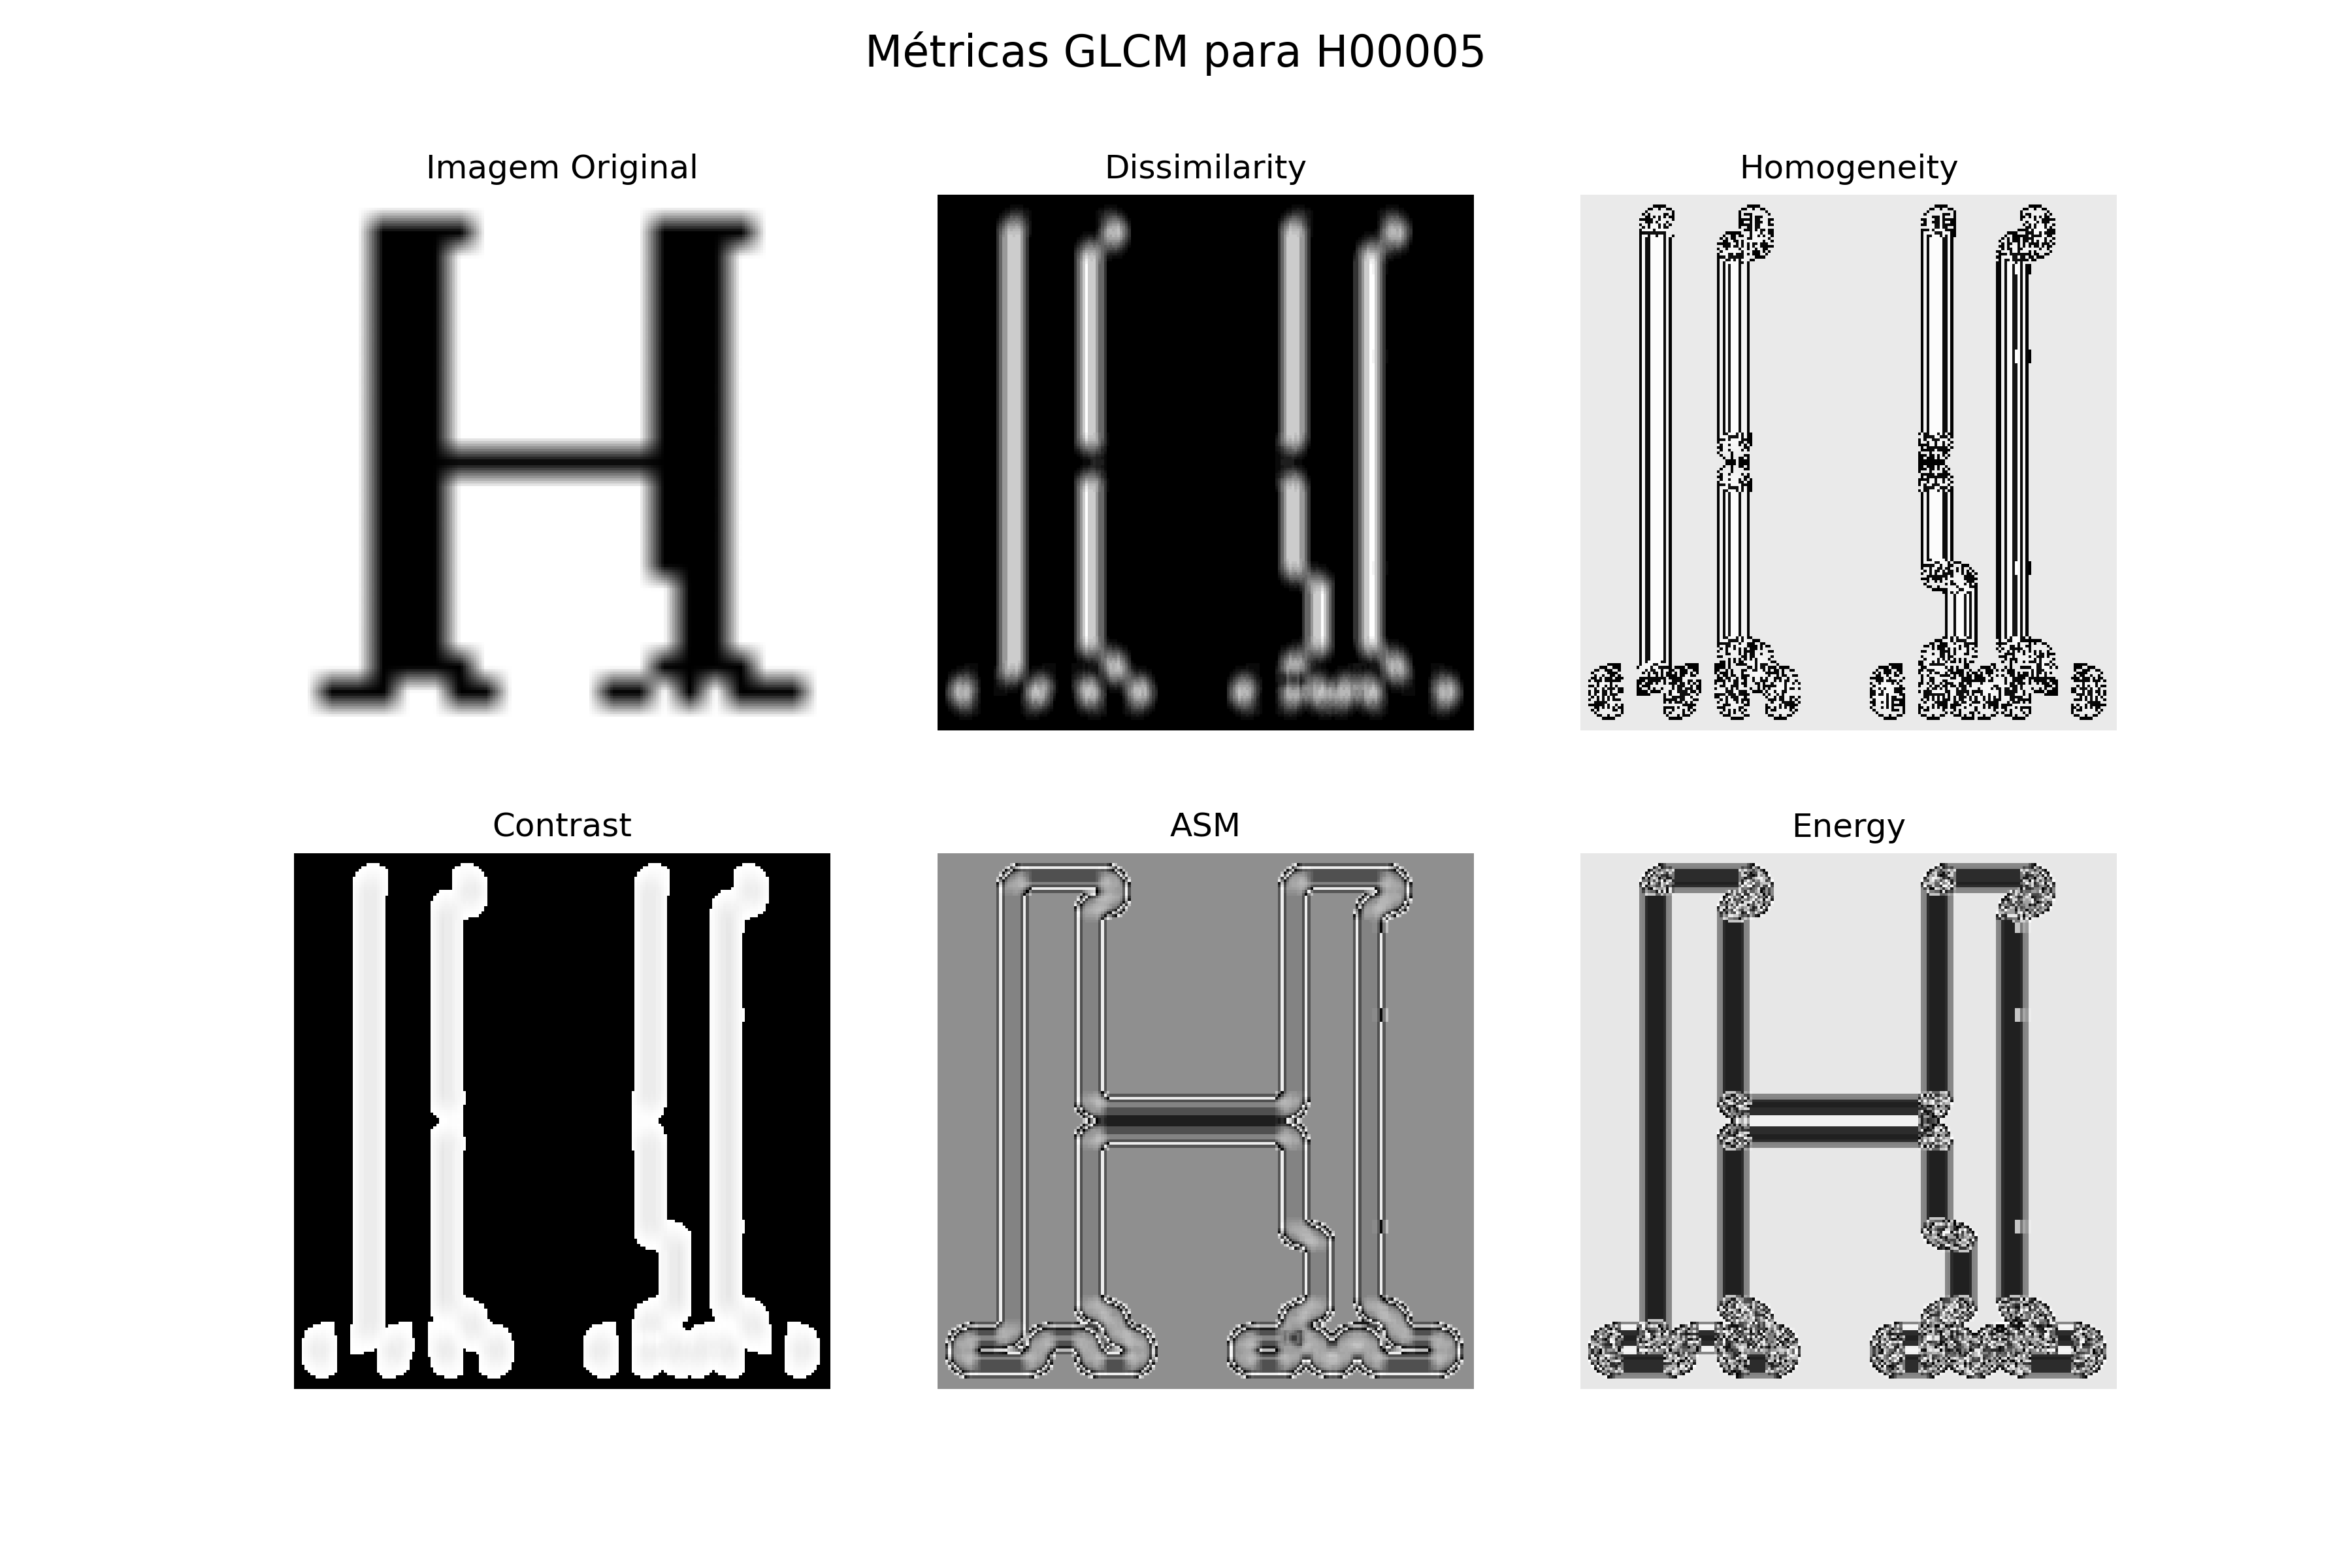 Métricas GLCM para H00005
Imagem Original
Dissimilarity
Homogeneity
H
Contrast
ASM
Energy